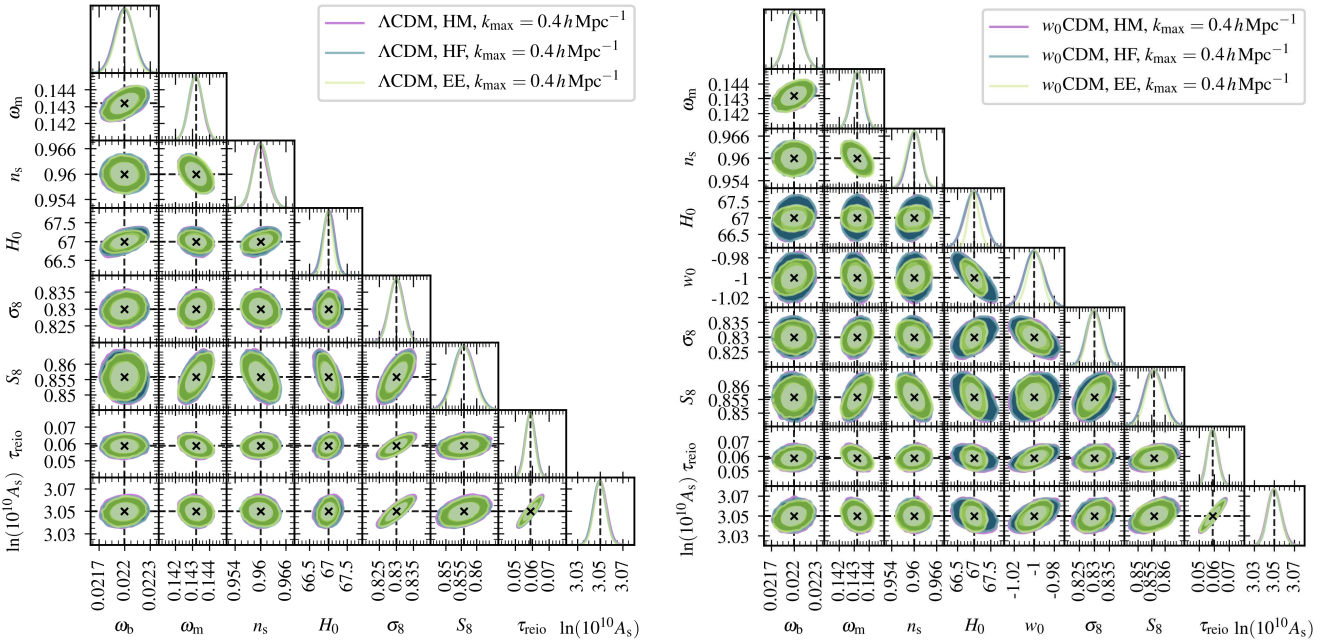 ΛCDM, HM, k_max = 0.4 h Mpc⁻¹
ΛCDM, HF, k_max = 0.4 h Mpc⁻¹
ΛCDM, EE, k_max = 0.4 h Mpc⁻¹
ω_m
0.144
0.143
0.142
n_s
0.966
0.96
0.954
H_0
67.5
67
66.5
σ_8
0.835
0.83
0.825
S_8
0.86
0.855
0.85
τ_reio
0.07
0.06
0.05
ln(10¹⁰A_s)
3.07
3.05
3.03
0.0217 0.022 0.0223 0.142 0.143 0.144 0.954 0.96 0.966 66.5 67 67.5 0.825 0.83 0.835 0.85 0.855 0.86 0.05 0.06 0.07 3.03 3.05 3.07
ω_b ω_m n_s H_0 σ_8 S_8 τ_reio ln(10¹⁰A_s)
w_0CDM, HM, k_max = 0.4 h Mpc⁻¹
w_0CDM, HF, k_max = 0.4 h Mpc⁻¹
w_0CDM, EE, k_max = 0.4 h Mpc⁻¹
ω_m
0.144
0.143
0.142
n_s
0.966
0.96
0.954
H_0
67.5
67
66.5
w_0
-0.98
-1
-1.02
σ_8
0.835
0.83
0.825
S_8
0.86
0.855
0.85
τ_reio
0.07
0.06
0.05
ln(10¹⁰A_s)
3.07
3.05
3.03
0.0217 0.022 0.0223 0.142 0.143 0.144 0.954 0.96 0.966 66.5 67 67.5 -1.02 -1 -0.98 0.825 0.83 0.835 0.85 0.855 0.86 0.05 0.06 0.07 3.03 3.05 3.07
ω_b ω_m n_s H_0 w_0 σ_8 S_8 τ_reio ln(10¹⁰A_s)